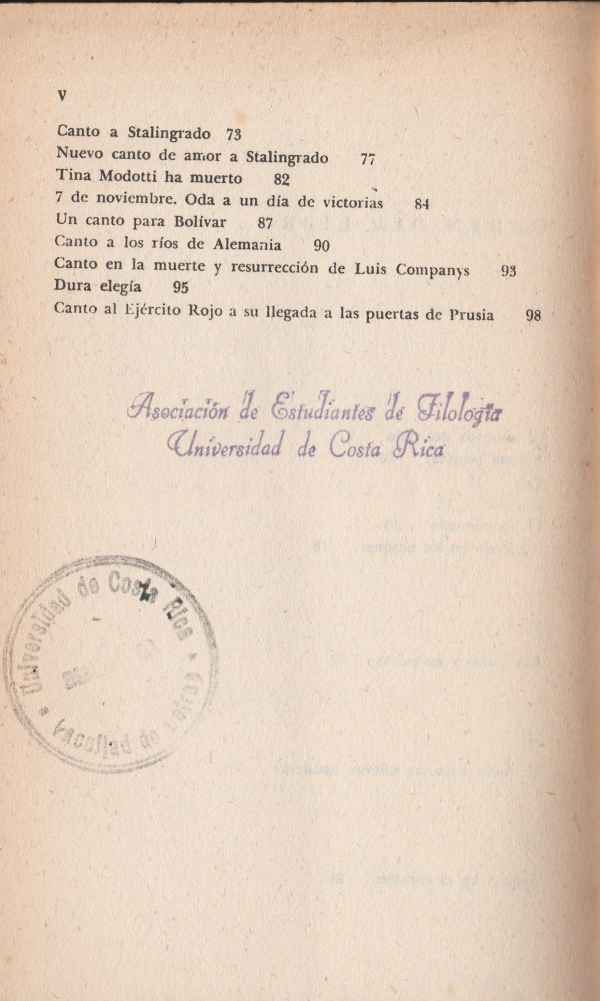 V
Canto a Stalingrado 73
Nuevo canto de amor a Stalingrado 77
Tina Modotti ha muerto 82
7 de noviembre. Oda a un día de victorias 84
Un canto para Bolívar 87
Canto a los ríos de Alemania 90
Canto en la muerte y resurrección de Luis Companys 93
Dura elegía 95
Canto al Ejército Rojo a su llegada a las puertas de Prusia 98
Asociación de Estudiantes de Filología
Universidad de Costa Rica
Universidad de Costa Rica
Facultad de Letras